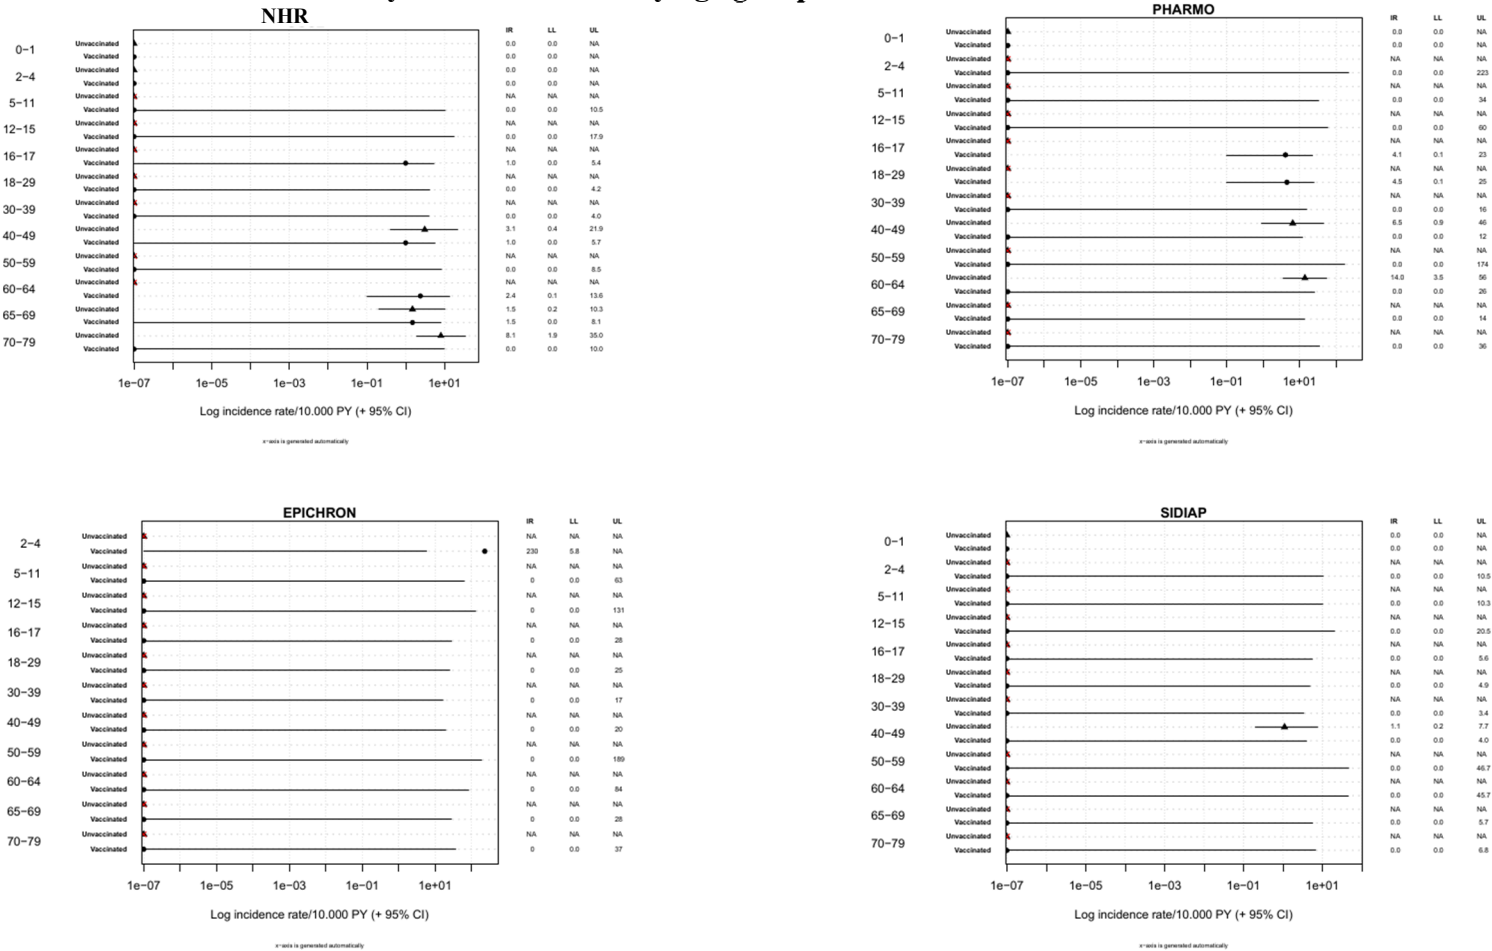 NHR
IR LL UL
0−1
Unvaccinated 0.0 0.0 NA
Vaccinated 0.0 0.0 NA
2−4
Unvaccinated 0.0 0.0 NA
Vaccinated 0.0 0.0 NA
5−11
Unvaccinated NA NA NA
Vaccinated 0.0 0.0 10.5
12−15
Unvaccinated NA NA NA
Vaccinated 0.0 0.0 17.9
16−17
Unvaccinated NA NA NA
Vaccinated 1.0 0.0 5.4
18−29
Unvaccinated NA NA NA
Vaccinated 0.0 0.0 4.2
30−39
Unvaccinated NA NA NA
Vaccinated 0.0 0.0 4.0
40−49
Unvaccinated 3.1 0.4 21.9
Vaccinated 1.0 0.0 5.7
50−59
Unvaccinated NA NA NA
Vaccinated 0.0 0.0 8.5
60−64
Unvaccinated NA NA NA
Vaccinated 2.4 0.1 13.6
65−69
Unvaccinated 1.5 0.2 10.3
Vaccinated 1.5 0.0 8.1
70−79
Unvaccinated 8.1 1.9 35.0
Vaccinated 0.0 0.0 10.0
1e−07 1e−05 1e−03 1e−01 1e+01
Log incidence rate/10.000 PY (+ 95% CI)
x−axis is generated automatically
PHARMO
IR LL UL
0−1
Unvaccinated 0.0 0.0 NA
Vaccinated 0.0 0.0 NA
2−4
Unvaccinated NA NA NA
Vaccinated 0.0 0.0 223
5−11
Unvaccinated NA NA NA
Vaccinated 0.0 0.0 34
12−15
Unvaccinated NA NA NA
Vaccinated 0.0 0.0 60
16−17
Unvaccinated NA NA NA
Vaccinated 4.1 0.1 23
18−29
Unvaccinated NA NA NA
Vaccinated 4.5 0.1 25
30−39
Unvaccinated NA NA NA
Vaccinated 0.0 0.0 16
40−49
Unvaccinated 6.5 0.9 46
Vaccinated 0.0 0.0 12
50−59
Unvaccinated NA NA NA
Vaccinated 0.0 0.0 174
60−64
Unvaccinated 14.0 3.5 56
Vaccinated 0.0 0.0 26
65−69
Unvaccinated NA NA NA
Vaccinated 0.0 0.0 14
70−79
Unvaccinated NA NA NA
Vaccinated 0.0 0.0 36
1e−07 1e−05 1e−03 1e−01 1e+01
Log incidence rate/10.000 PY (+ 95% CI)
x−axis is generated automatically
EPICHRON
IR LL UL
2−4
Unvaccinated NA NA NA
Vaccinated 230 5.8 NA
5−11
Unvaccinated NA NA NA
Vaccinated 0 0.0 63
12−15
Unvaccinated NA NA NA
Vaccinated 0 0.0 131
16−17
Unvaccinated NA NA NA
Vaccinated 0 0.0 28
18−29
Unvaccinated NA NA NA
Vaccinated 0 0.0 25
30−39
Unvaccinated NA NA NA
Vaccinated 0 0.0 17
40−49
Unvaccinated NA NA NA
Vaccinated 0 0.0 20
50−59
Unvaccinated NA NA NA
Vaccinated 0 0.0 189
60−64
Unvaccinated NA NA NA
Vaccinated 0 0.0 84
65−69
Unvaccinated NA NA NA
Vaccinated 0 0.0 28
70−79
Unvaccinated NA NA NA
Vaccinated 0 0.0 37
1e−07 1e−05 1e−03 1e−01 1e+01
Log incidence rate/10.000 PY (+ 95% CI)
x−axis is generated automatically
SIDIAP
IR LL UL
0−1
Unvaccinated 0.0 0.0 NA
Vaccinated 0.0 0.0 NA
2−4
Unvaccinated NA NA NA
Vaccinated 0.0 0.0 10.5
5−11
Unvaccinated NA NA NA
Vaccinated 0.0 0.0 10.3
12−15
Unvaccinated NA NA NA
Vaccinated 0.0 0.0 20.5
16−17
Unvaccinated NA NA NA
Vaccinated 0.0 0.0 5.6
18−29
Unvaccinated NA NA NA
Vaccinated 0.0 0.0 4.9
30−39
Unvaccinated NA NA NA
Vaccinated 0.0 0.0 3.4
40−49
Unvaccinated 1.1 0.2 7.7
Vaccinated 0.0 0.0 4.0
50−59
Unvaccinated NA NA NA
Vaccinated 0.0 0.0 46.7
60−64
Unvaccinated NA NA NA
Vaccinated 0.0 0.0 45.7
65−69
Unvaccinated NA NA NA
Vaccinated 0.0 0.0 5.7
70−79
Unvaccinated NA NA NA
Vaccinated 0.0 0.0 6.8
1e−07 1e−05 1e−03 1e−01 1e+01
Log incidence rate/10.000 PY (+ 95% CI)
x−axis is generated automatically